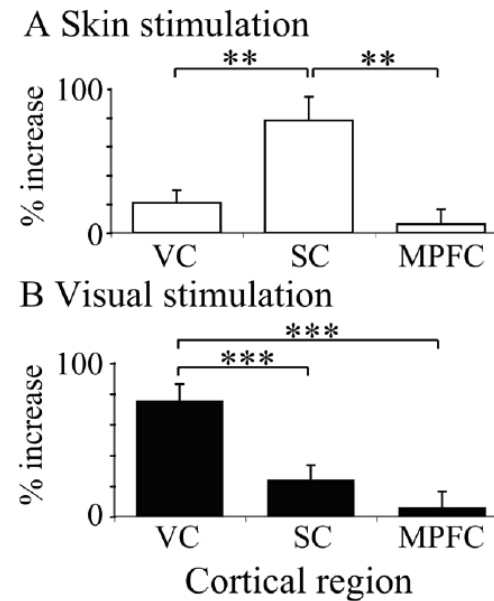 A Skin stimulation
** **
100
% increase
0
VC SC MPFC
B Visual stimulation
***
***
100
% increase
0
VC SC MPFC
Cortical region